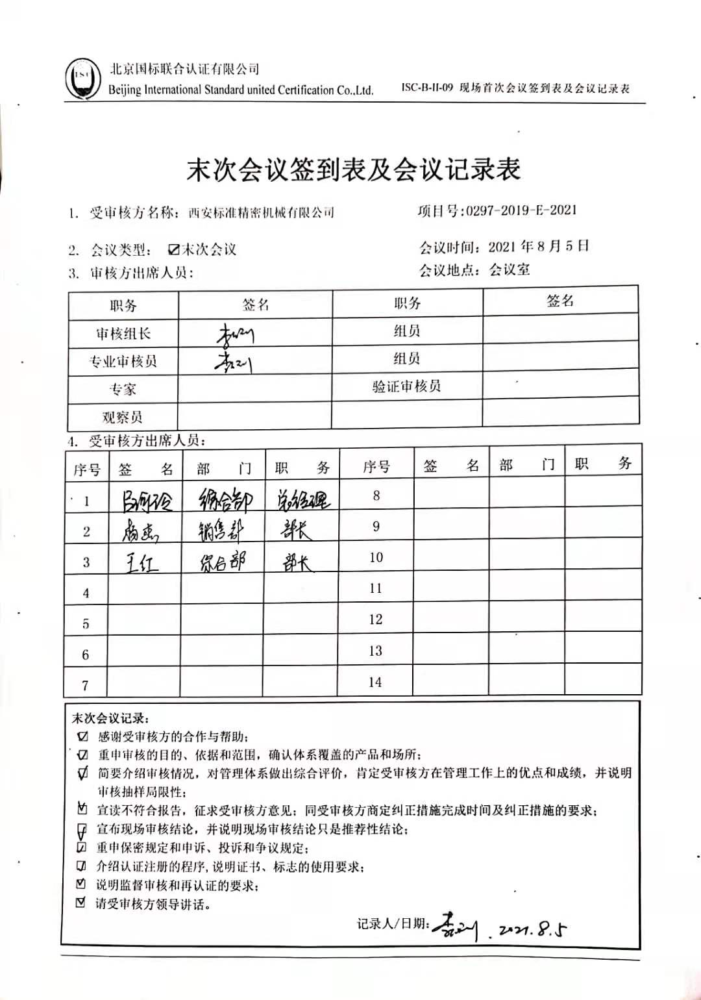 ISC
北京国标联合认证有限公司
Beijing International Standard united Certification Co.,Ltd.
ISC-B-II-09 现场首次会议签到表及会议记录表
末次会议签到表及会议记录表
1. 受审核方名称：西安标准精密机械有限公司 项目号:0297-2019-E-2021
2. 会议类型： ☑末次会议 会议时间：2021年8月5日
3. 审核方出席人员: 会议地点：会议室
职务 签名 职务 签名
审核组长 组员
专业审核员 组员
专家 验证审核员
观察员
4. 受审核方出席人员：
序号 签 名 部 门 职 务 序号 签 名 部 门 职 务
1 综合部 总经理 8
2 杨杰 销售部 部长 9
3 王红 综合部 部长 10
4 11
5 12
6 13
7 14
末次会议记录：
☑ 感谢受审核方的合作与帮助；
☑ 重申审核的目的、依据和范围，确认体系覆盖的产品和场所；
☑ 简要介绍审核情况，对管理体系做出综合评价，肯定受审核方在管理工作上的优点和成绩，并说明
审核抽样局限性；
☑ 宣读不符合报告，征求受审核方意见；同受审核方商定纠正措施完成时间及纠正措施的要求；
☑ 宣布现场审核结论，并说明现场审核结论只是推荐性结论；
☑ 重申保密规定和申诉、投诉和争议规定；
☑ 介绍认证注册的程序,说明证书、标志的使用要求；
☑ 说明监督审核和再认证的要求；
☑ 请受审核方领导讲话。
记录人/日期： 2021.8.5